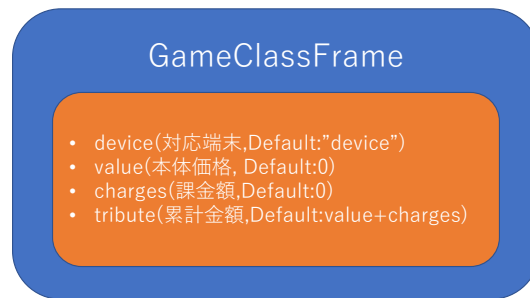 GameClassFrame
• device(対応端末,Default:”device”)
• value(本体価格, Default:0)
• charges(課金額,Default:0)
• tribute(累計金額,Default:value+charges)